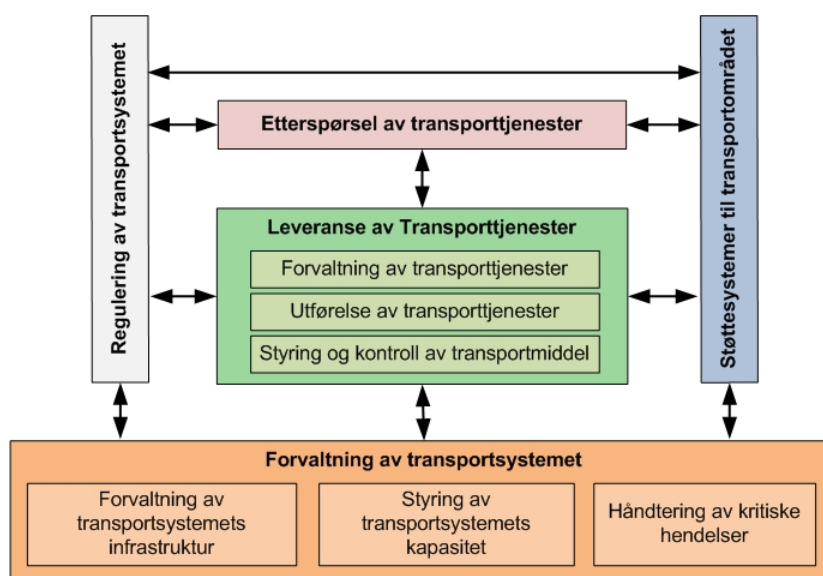 Regulering av transportsystemet
Etterspørsel av transporttjenester
Leveranse av Transporttjenester
Forvaltning av transporttjenester
Utførelse av transporttjenester
Styring og kontroll av transportmiddel
Støttesystemer til transportområdet
Forvaltning av transportsystemet
Forvaltning av
transportsystemets
infrastruktur
Styring av
transportsystemets
kapasitet
Håndtering av kritiske
hendelser